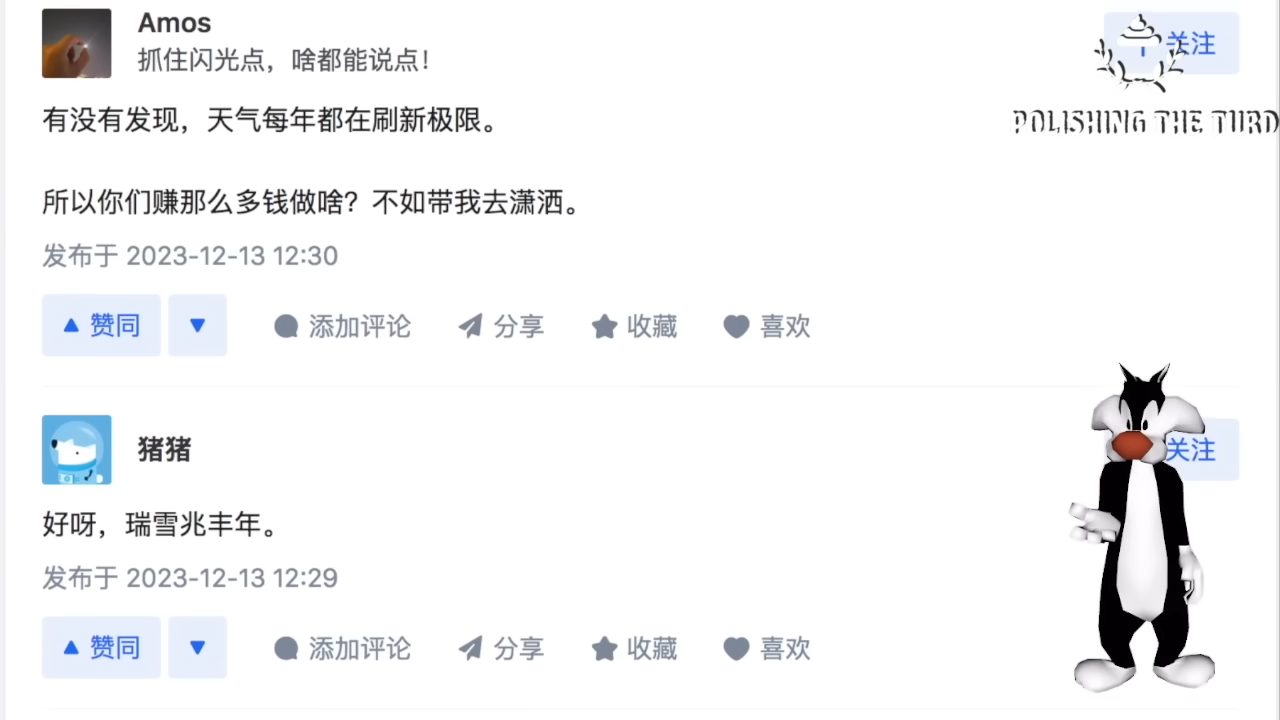 Amos
抓住闪光点，啥都能说点！
关注
POLISHING THE TURD
有没有发现，天气每年都在刷新极限。
所以你们赚那么多钱做啥？不如带我去潇洒。
发布于 2023-12-13 12:30
赞同 添加评论 分享 收藏 喜欢
猪猪
关注
好呀，瑞雪兆丰年。
发布于 2023-12-13 12:29
赞同 添加评论 分享 收藏 喜欢